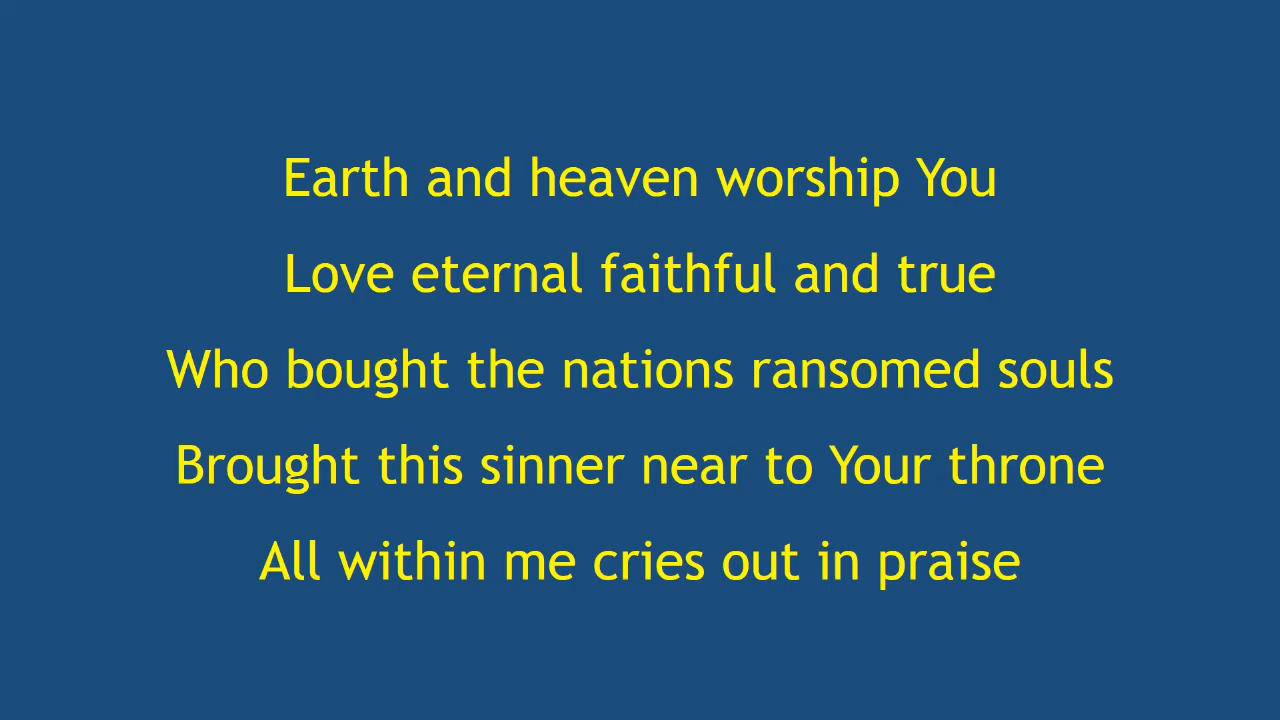 Earth and heaven worship You
Love eternal faithful and true
Who bought the nations ransomed souls
Brought this sinner near to Your throne
All within me cries out in praise